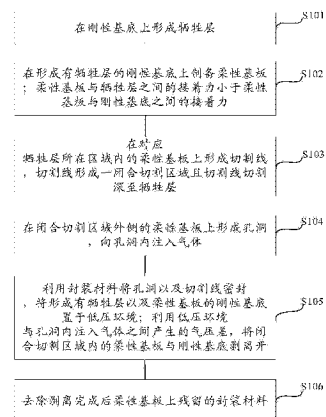 S101
在刚性基底上形成牺牲层
S102
在形成有牺牲层的刚性基底上制备柔性基板
；柔性基板与牺牲层之间的接着力小于柔性
基板与刚性基底之间的接着力
S103
在对应
牺牲层所在区域内的柔性基板上形成切割线
，切割线形成一闭合切割区域且切割线切割
深至牺牲层
S104
在闭合切割区域外侧的柔性基板上形成孔洞
，向孔洞内注入气体
S105
利用封装材料将孔洞以及切割线密封
，将形成有牺牲层以及柔性基板的刚性基底
置于低压环境；利用低压环境
与孔洞内注入气体之间产生的气压差，将闭
合切割区域内的柔性基板与刚性基底剥离开
S106
去除剥离完成后柔性基板上残留的封装材料